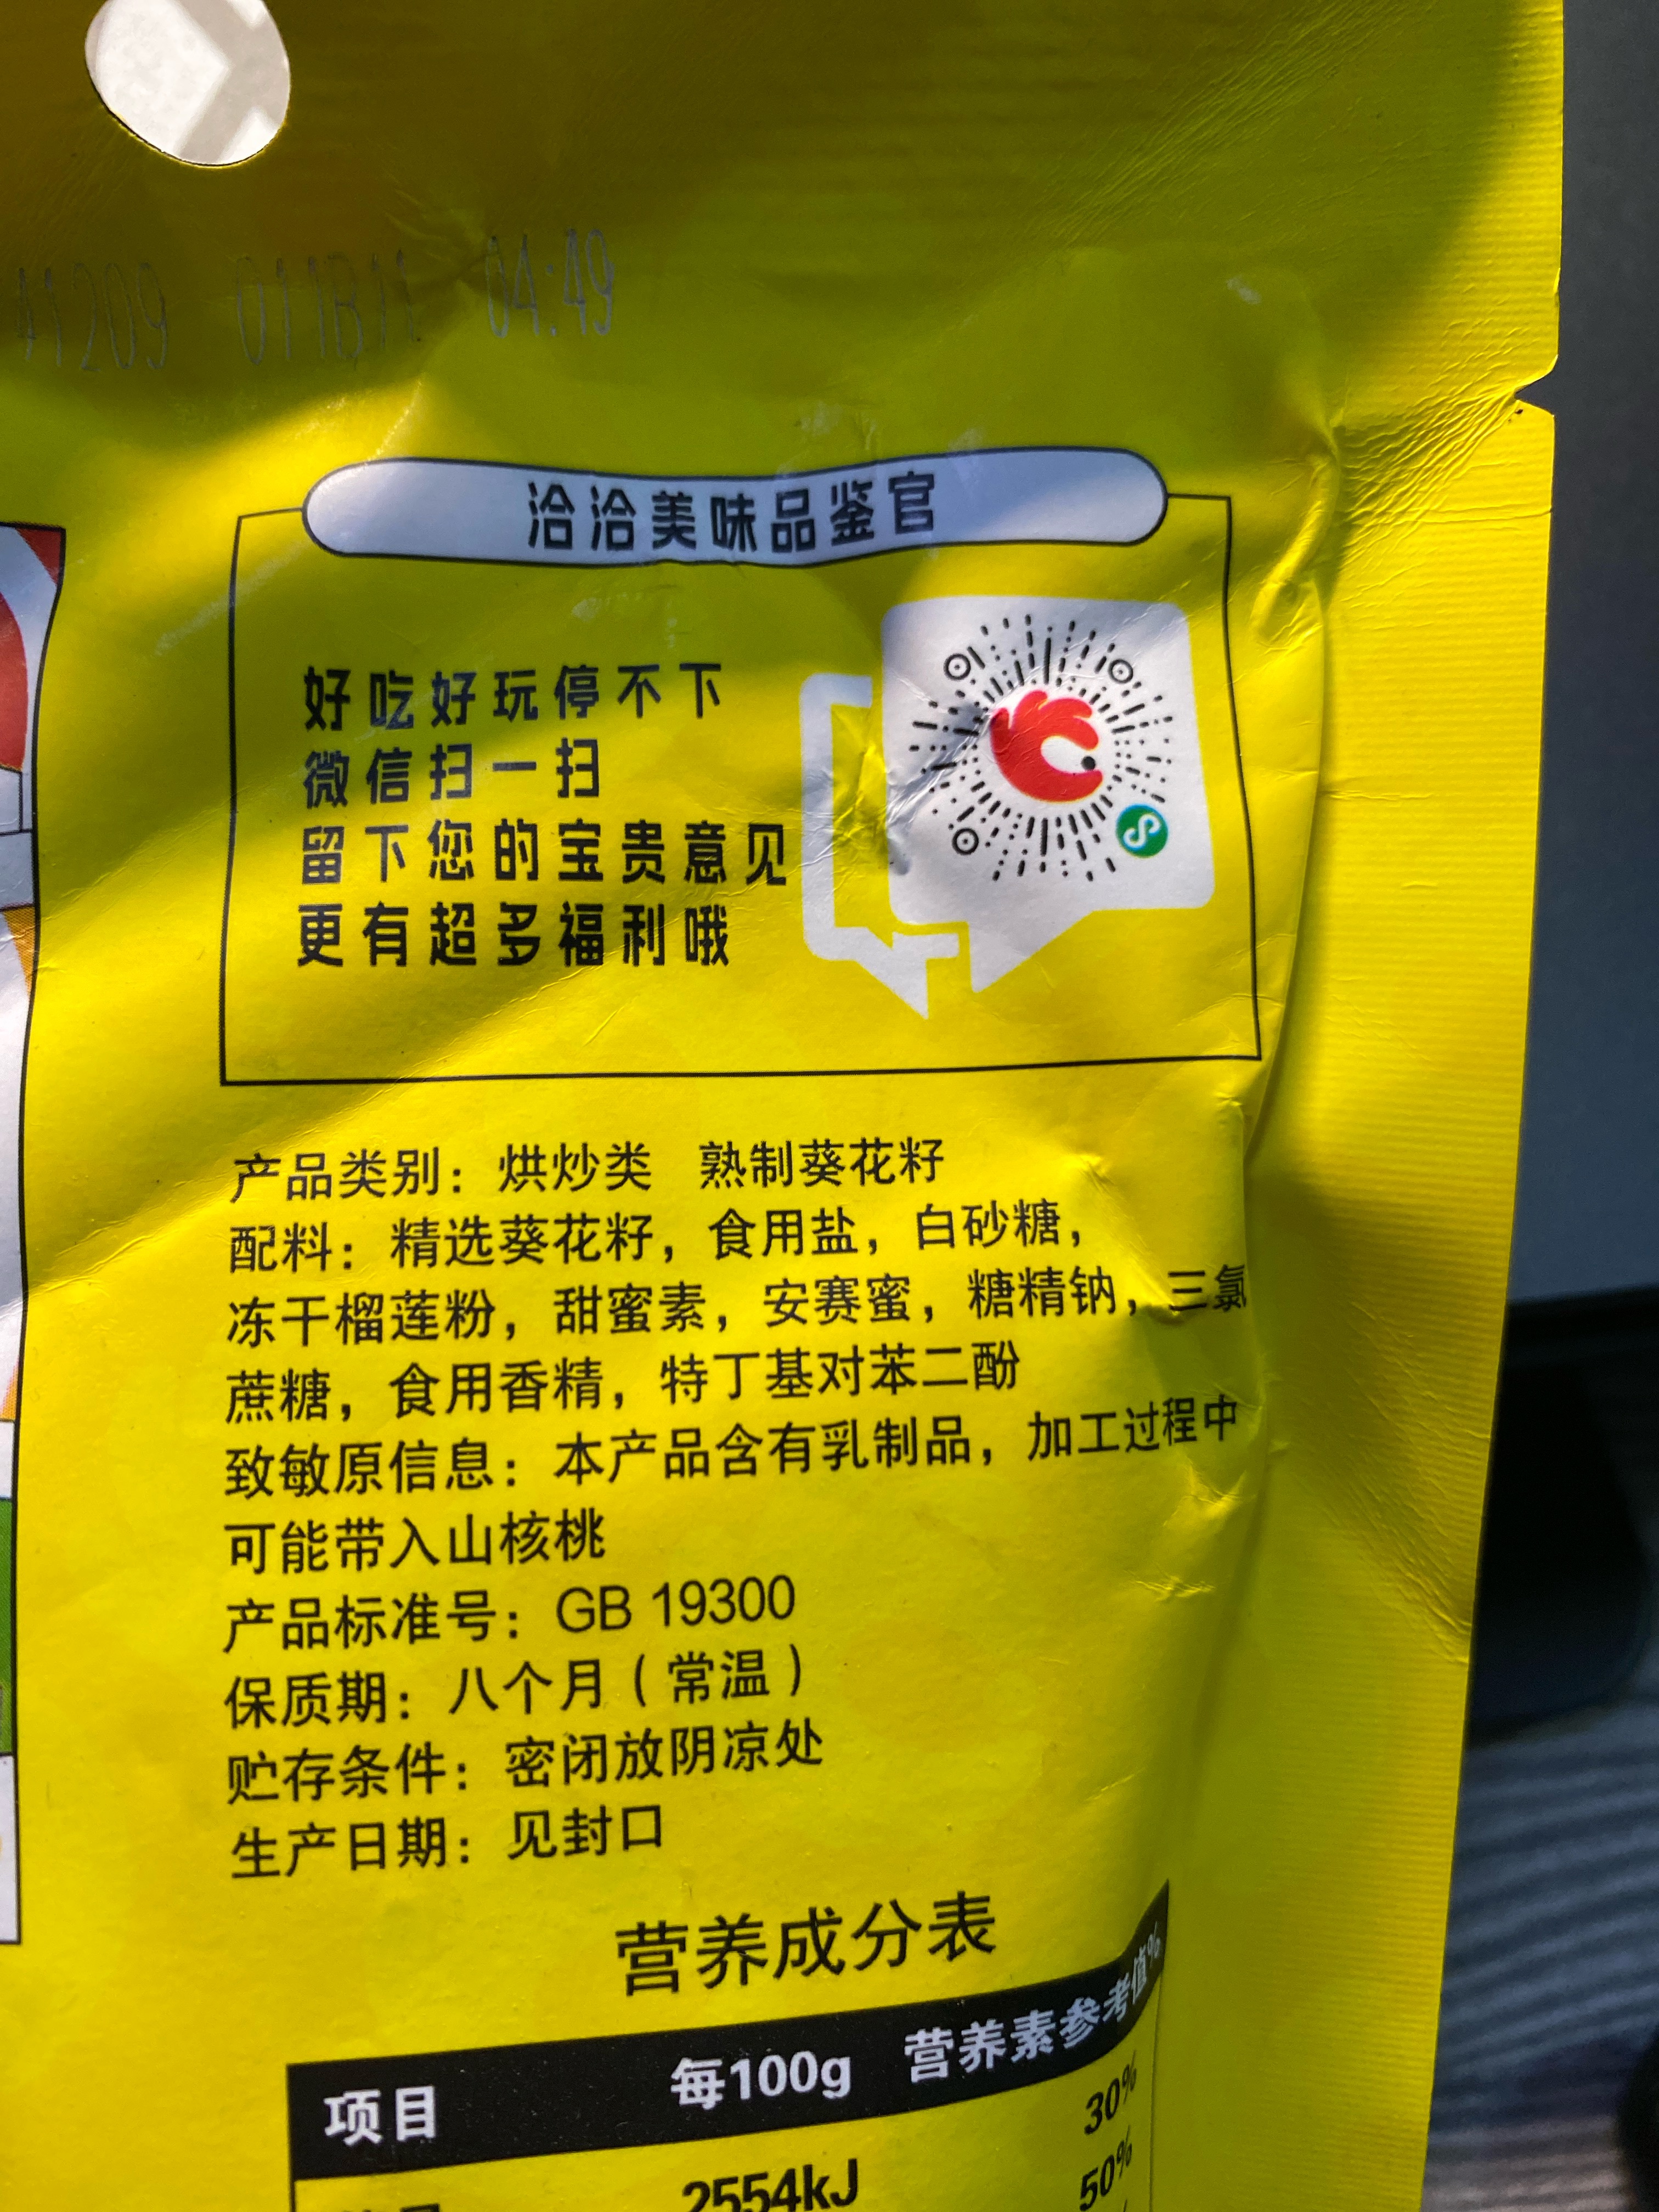 41209 011B11 04:49
洽洽美味品鉴官
好吃好玩停不下
微信扫一扫
留下您的宝贵意见
更有超多福利哦
产品类别：烘炒类 熟制葵花籽
配料：精选葵花籽，食用盐，白砂糖，
冻干榴莲粉，甜蜜素，安赛蜜，糖精钠，三氯
蔗糖，食用香精，特丁基对苯二酚
致敏原信息：本产品含有乳制品，加工过程中
可能带入山核桃
产品标准号：GB 19300
保质期：八个月（常温）
贮存条件：密闭放阴凉处
生产日期：见封口
营养成分表
项目 每100g 营养素参考值%
2554kJ 30%
50%